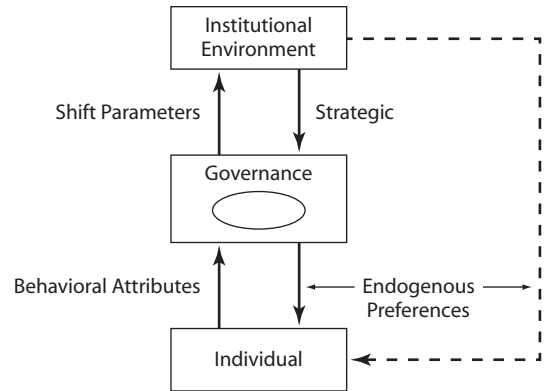 Institutional
Environment
Shift Parameters
Strategic
Governance
Behavioral Attributes
Endogenous
Preferences
Individual